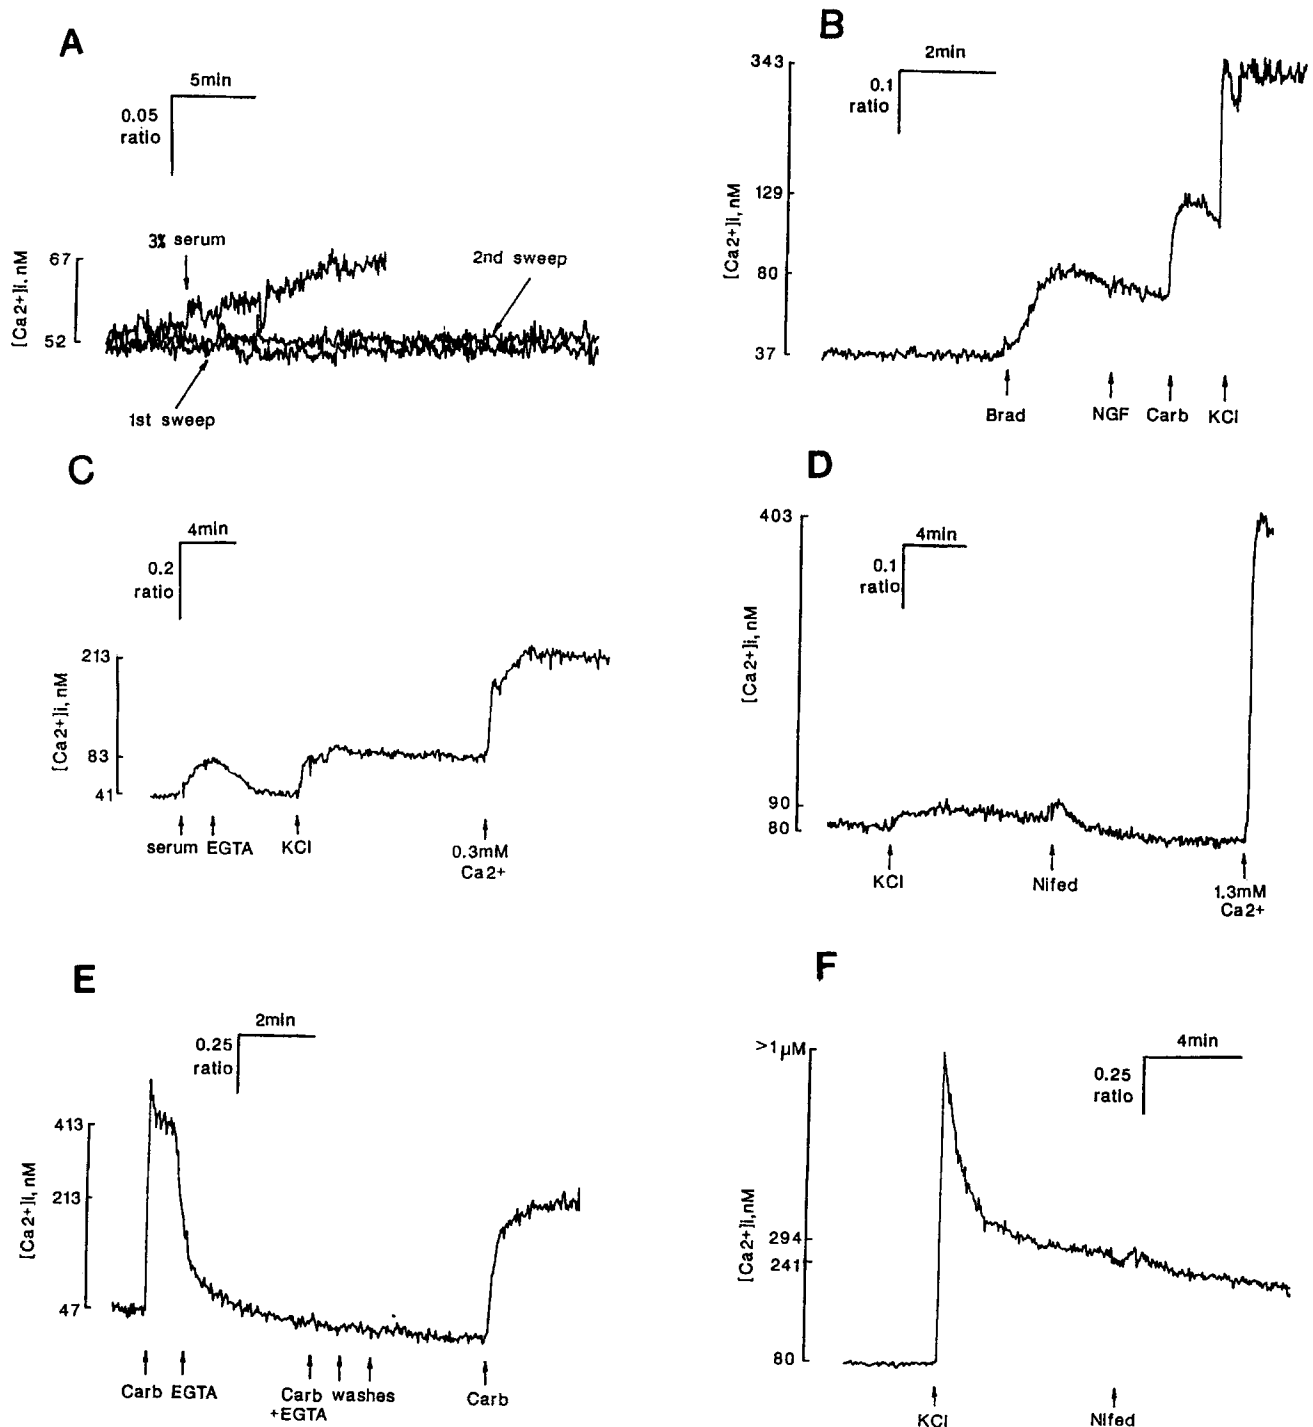 A
5min
0.05
ratio
3% serum
67
2nd sweep
[Ca2+]i, nM
52
1st sweep
B
2min
343
0.1
ratio
129
[Ca2+]i, nM
80
37
Brad
NGF
Carb
KCl
C
4min
0.2
ratio
213
[Ca2+]i, nM
83
41
serum
EGTA
KCl
0.3mM
Ca2+
D
403
4min
0.1
ratio
[Ca2+]i, nM
90
80
KCl
Nifed
1.3mM
Ca2+
E
2min
0.25
ratio
413
[Ca2+]i, nM
213
47
Carb
EGTA
Carb
+EGTA
washes
Carb
F
>1µM
4min
0.25
ratio
[Ca2+]i,nM
294
241
80
KCl
Nifed